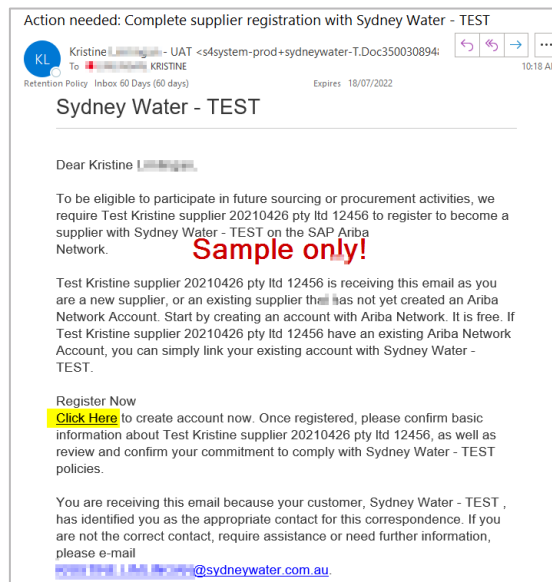 Action needed: Complete supplier registration with Sydney Water - TEST
KL
Kristine - UAT <s4system-prod+sydneywater-T.Doc3500308948
To KRISTINE
10:18 AM
Retention Policy Inbox 60 Days (60 days) Expires 18/07/2022
Sydney Water - TEST
Dear Kristine
To be eligible to participate in future sourcing or procurement activities, we
require Test Kristine supplier 20210426 pty ltd 12456 to register to become a
supplier with Sydney Water - TEST on the SAP Ariba
Network.
Sample only!
Test Kristine supplier 20210426 pty ltd 12456 is receiving this email as you
are a new supplier, or an existing supplier that has not yet created an Ariba
Network Account. Start by creating an account with Ariba Network. It is free. If
Test Kristine supplier 20210426 pty ltd 12456 have an existing Ariba Network
Account, you can simply link your existing account with Sydney Water -
TEST.
Register Now
Click Here to create account now. Once registered, please confirm basic
information about Test Kristine supplier 20210426 pty ltd 12456, as well as
review and confirm your commitment to comply with Sydney Water - TEST
policies.
You are receiving this email because your customer, Sydney Water - TEST ,
has identified you as the appropriate contact for this correspondence. If you
are not the correct contact, require assistance or need further information,
please e-mail
@sydneywater.com.au.